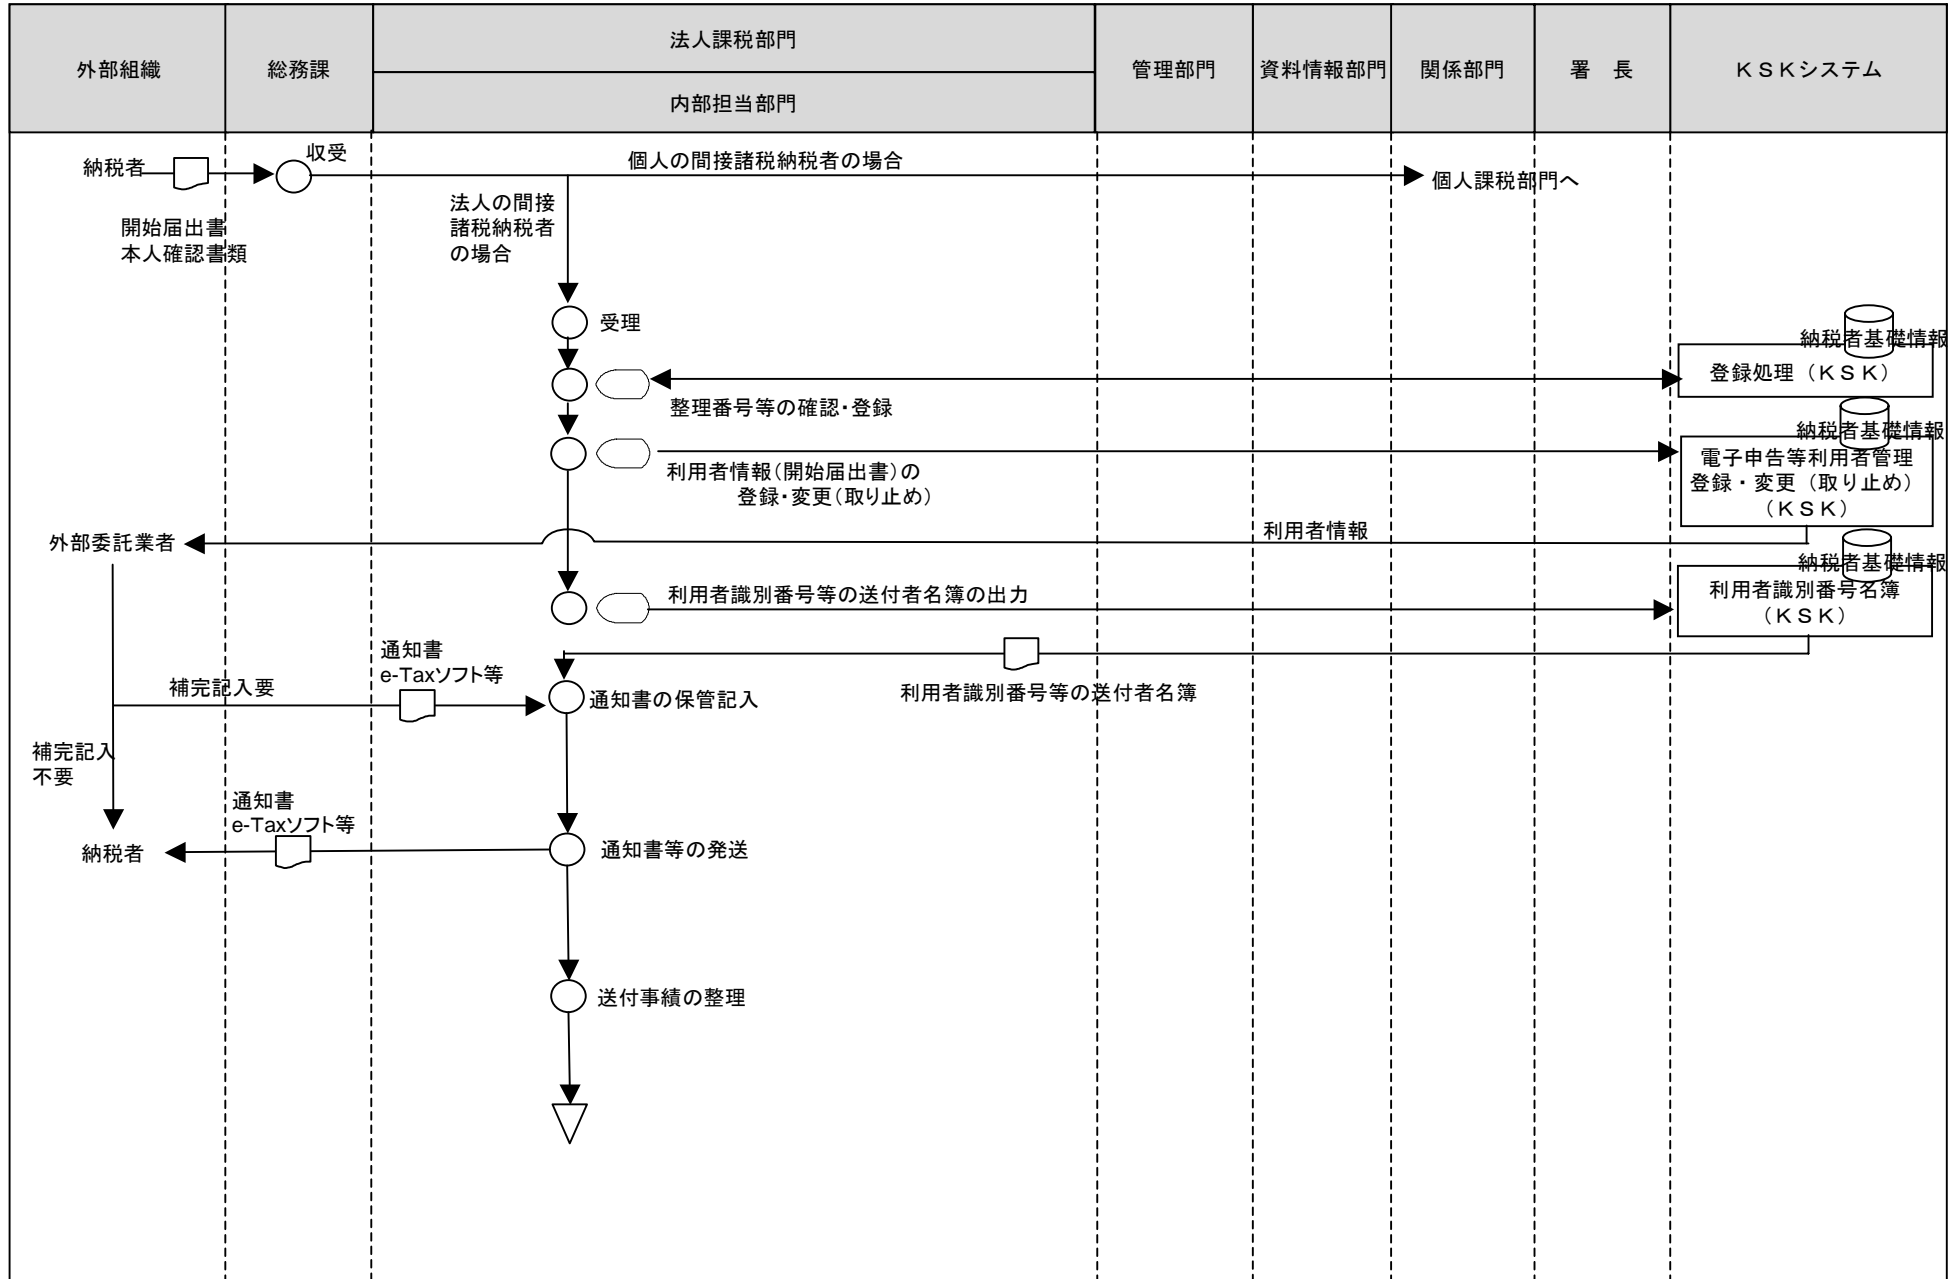 外部組織
総務課
法人課税部門
内部担当部門
管理部門
資料情報部門
関係部門
署　長
ＫＳＫシステム
納税者
収受
個人の間接諸税納税者の場合
個人課税部門へ
開始届出書
本人確認書類
法人の間接
諸税納税者
の場合
受理
納税者基礎情報
登録処理（ＫＳＫ）
整理番号等の確認・登録
納税者基礎情報
電子申告等利用者管理
登録・変更（取り止め）
（ＫＳＫ）
利用者情報（開始届出書）の
登録・変更（取り止め）
外部委託業者
利用者情報
納税者基礎情報
利用者識別番号名簿
（ＫＳＫ）
利用者識別番号等の送付者名簿の出力
通知書
e-Taxソフト等
補完記入要
通知書の保管記入
利用者識別番号等の送付者名簿
補完記入
不要
通知書
e-Taxソフト等
納税者
通知書等の発送
送付事績の整理